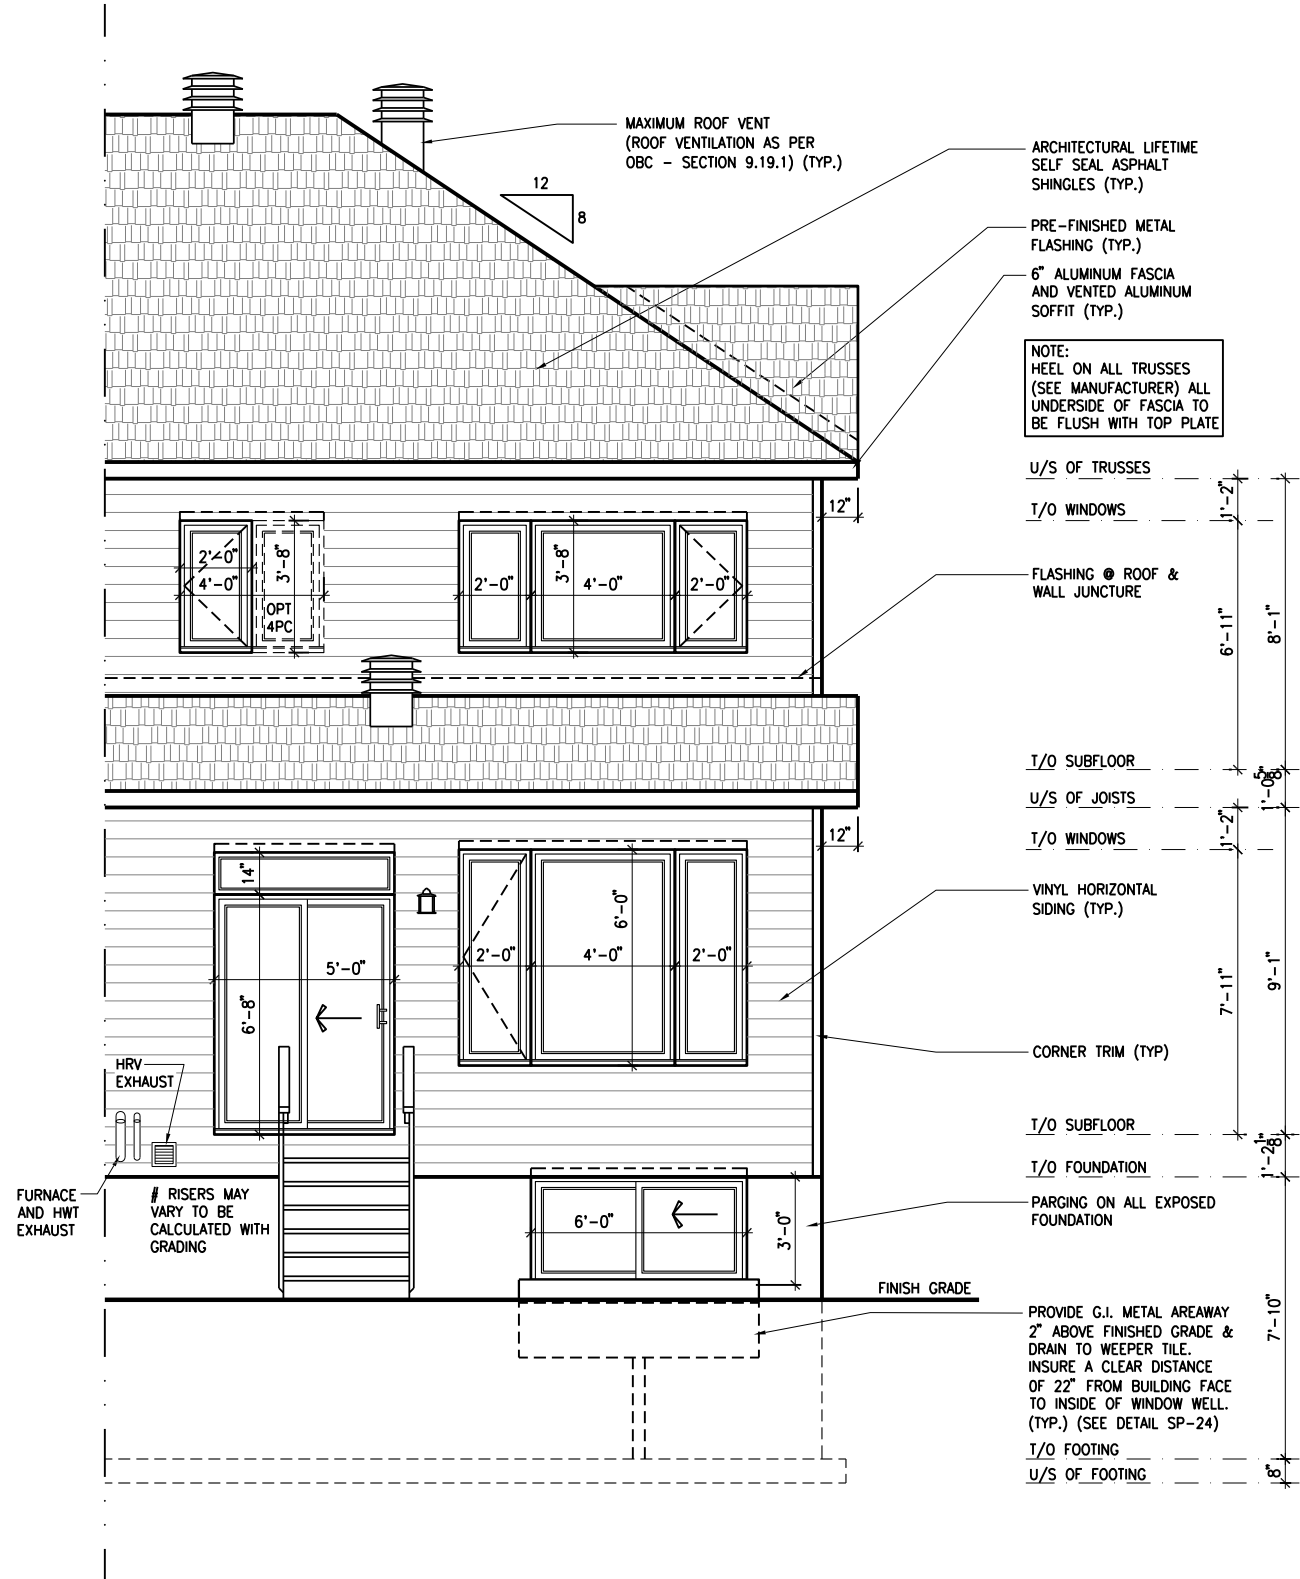 MAXIMUM ROOF VENT
(ROOF VENTILATION AS PER
OBC - SECTION 9.19.1) (TYP.)
12
8
ARCHITECTURAL LIFETIME
SELF SEAL ASPHALT
SHINGLES (TYP.)
PRE-FINISHED METAL
FLASHING (TYP.)
6" ALUMINUM FASCIA
AND VENTED ALUMINUM
SOFFIT (TYP.)
NOTE:
HEEL ON ALL TRUSSES
(SEE MANUFACTURER) ALL
UNDERSIDE OF FASCIA TO
BE FLUSH WITH TOP PLATE
U/S OF TRUSSES
1'-2"
12"
T/O WINDOWS
2'-0"
4'-0"
3'-8"
OPT
4PC
2'-0"
3'-8"
4'-0"
2'-0"
FLASHING @ ROOF &
WALL JUNCTURE
6'-11"
8'-1"
T/O SUBFLOOR
1'-0 5/8"
U/S OF JOISTS
1'-2"
12"
T/O WINDOWS
14"
5'-0"
6'-8"
2'-0"
6'-0"
4'-0"
2'-0"
VINYL HORIZONTAL
SIDING (TYP.)
7'-11"
9'-1"
CORNER TRIM (TYP)
HRV
EXHAUST
T/O SUBFLOOR
1'-2 1/8"
T/O FOUNDATION
FURNACE
AND HWT
EXHAUST
# RISERS MAY
VARY TO BE
CALCULATED WITH
GRADING
6'-0"
3'-0"
PARGING ON ALL EXPOSED
FOUNDATION
FINISH GRADE
7'-10"
PROVIDE G.I. METAL AREAWAY
2" ABOVE FINISHED GRADE &
DRAIN TO WEEPER TILE.
INSURE A CLEAR DISTANCE
OF 22" FROM BUILDING FACE
TO INSIDE OF WINDOW WELL.
(TYP.) (SEE DETAIL SP-24)
T/O FOOTING
8"
U/S OF FOOTING